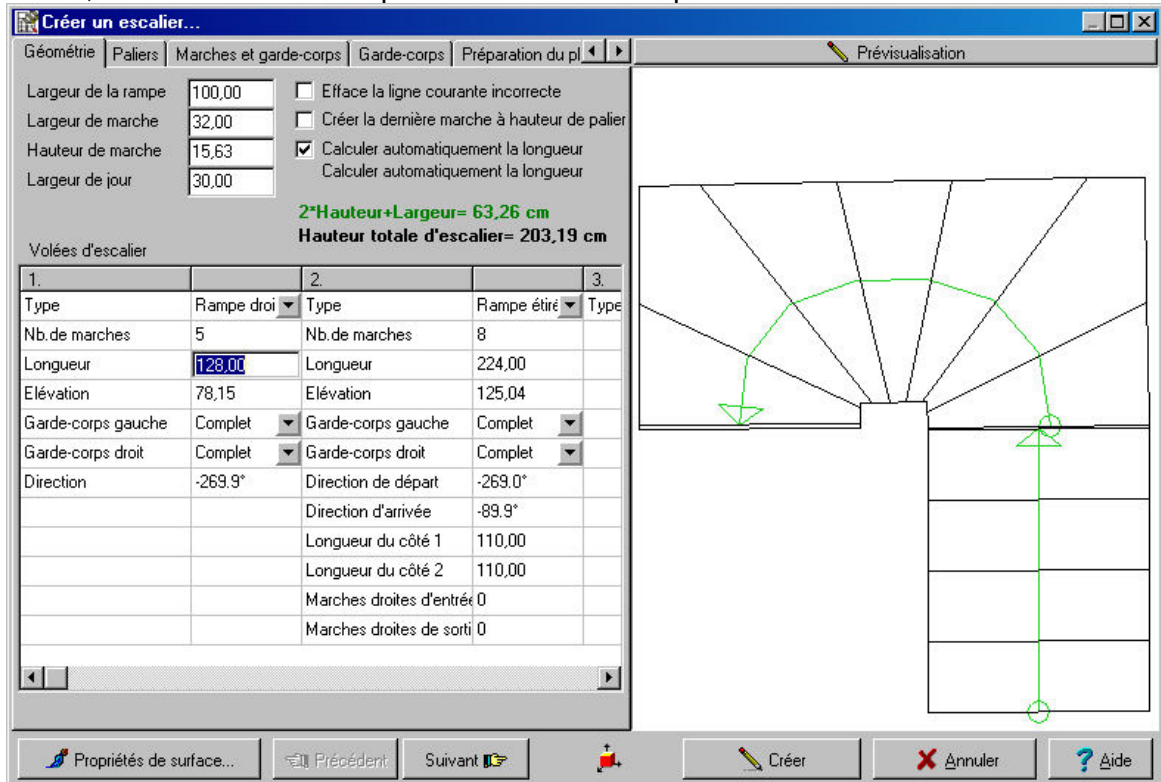 Créer un escalier...
Géométrie Paliers Marches et garde-corps Garde-corps Préparation du pl
Prévisualisation
Largeur de la rampe 100,00 Efface la ligne courante incorrecte
Largeur de marche 32,00 Créer la dernière marche à hauteur de palier
Hauteur de marche 15,63 Calculer automatiquement la longueur
Largeur de jour 30,00 Calculer automatiquement la longueur
2*Hauteur+Largeur= 63,26 cm
Hauteur totale d'escalier= 203,19 cm
Volées d'escalier
1. 2. 3.
Type Rampe droi Type Rampe étiré Type
Nb.de marches 5 Nb.de marches 8
Longueur 128,00 Longueur 224,00
Elévation 78,15 Elévation 125,04
Garde-corps gauche Complet Garde-corps gauche Complet
Garde-corps droit Complet Garde-corps droit Complet
Direction -269.9° Direction de départ -269.0°
Direction d'arrivée -89.9°
Longueur du côté 1 110,00
Longueur du côté 2 110,00
Marches droites d'entrée 0
Marches droites de sorti 0
Propriétés de surface... Précédent Suivant Créer Annuler ? Aide